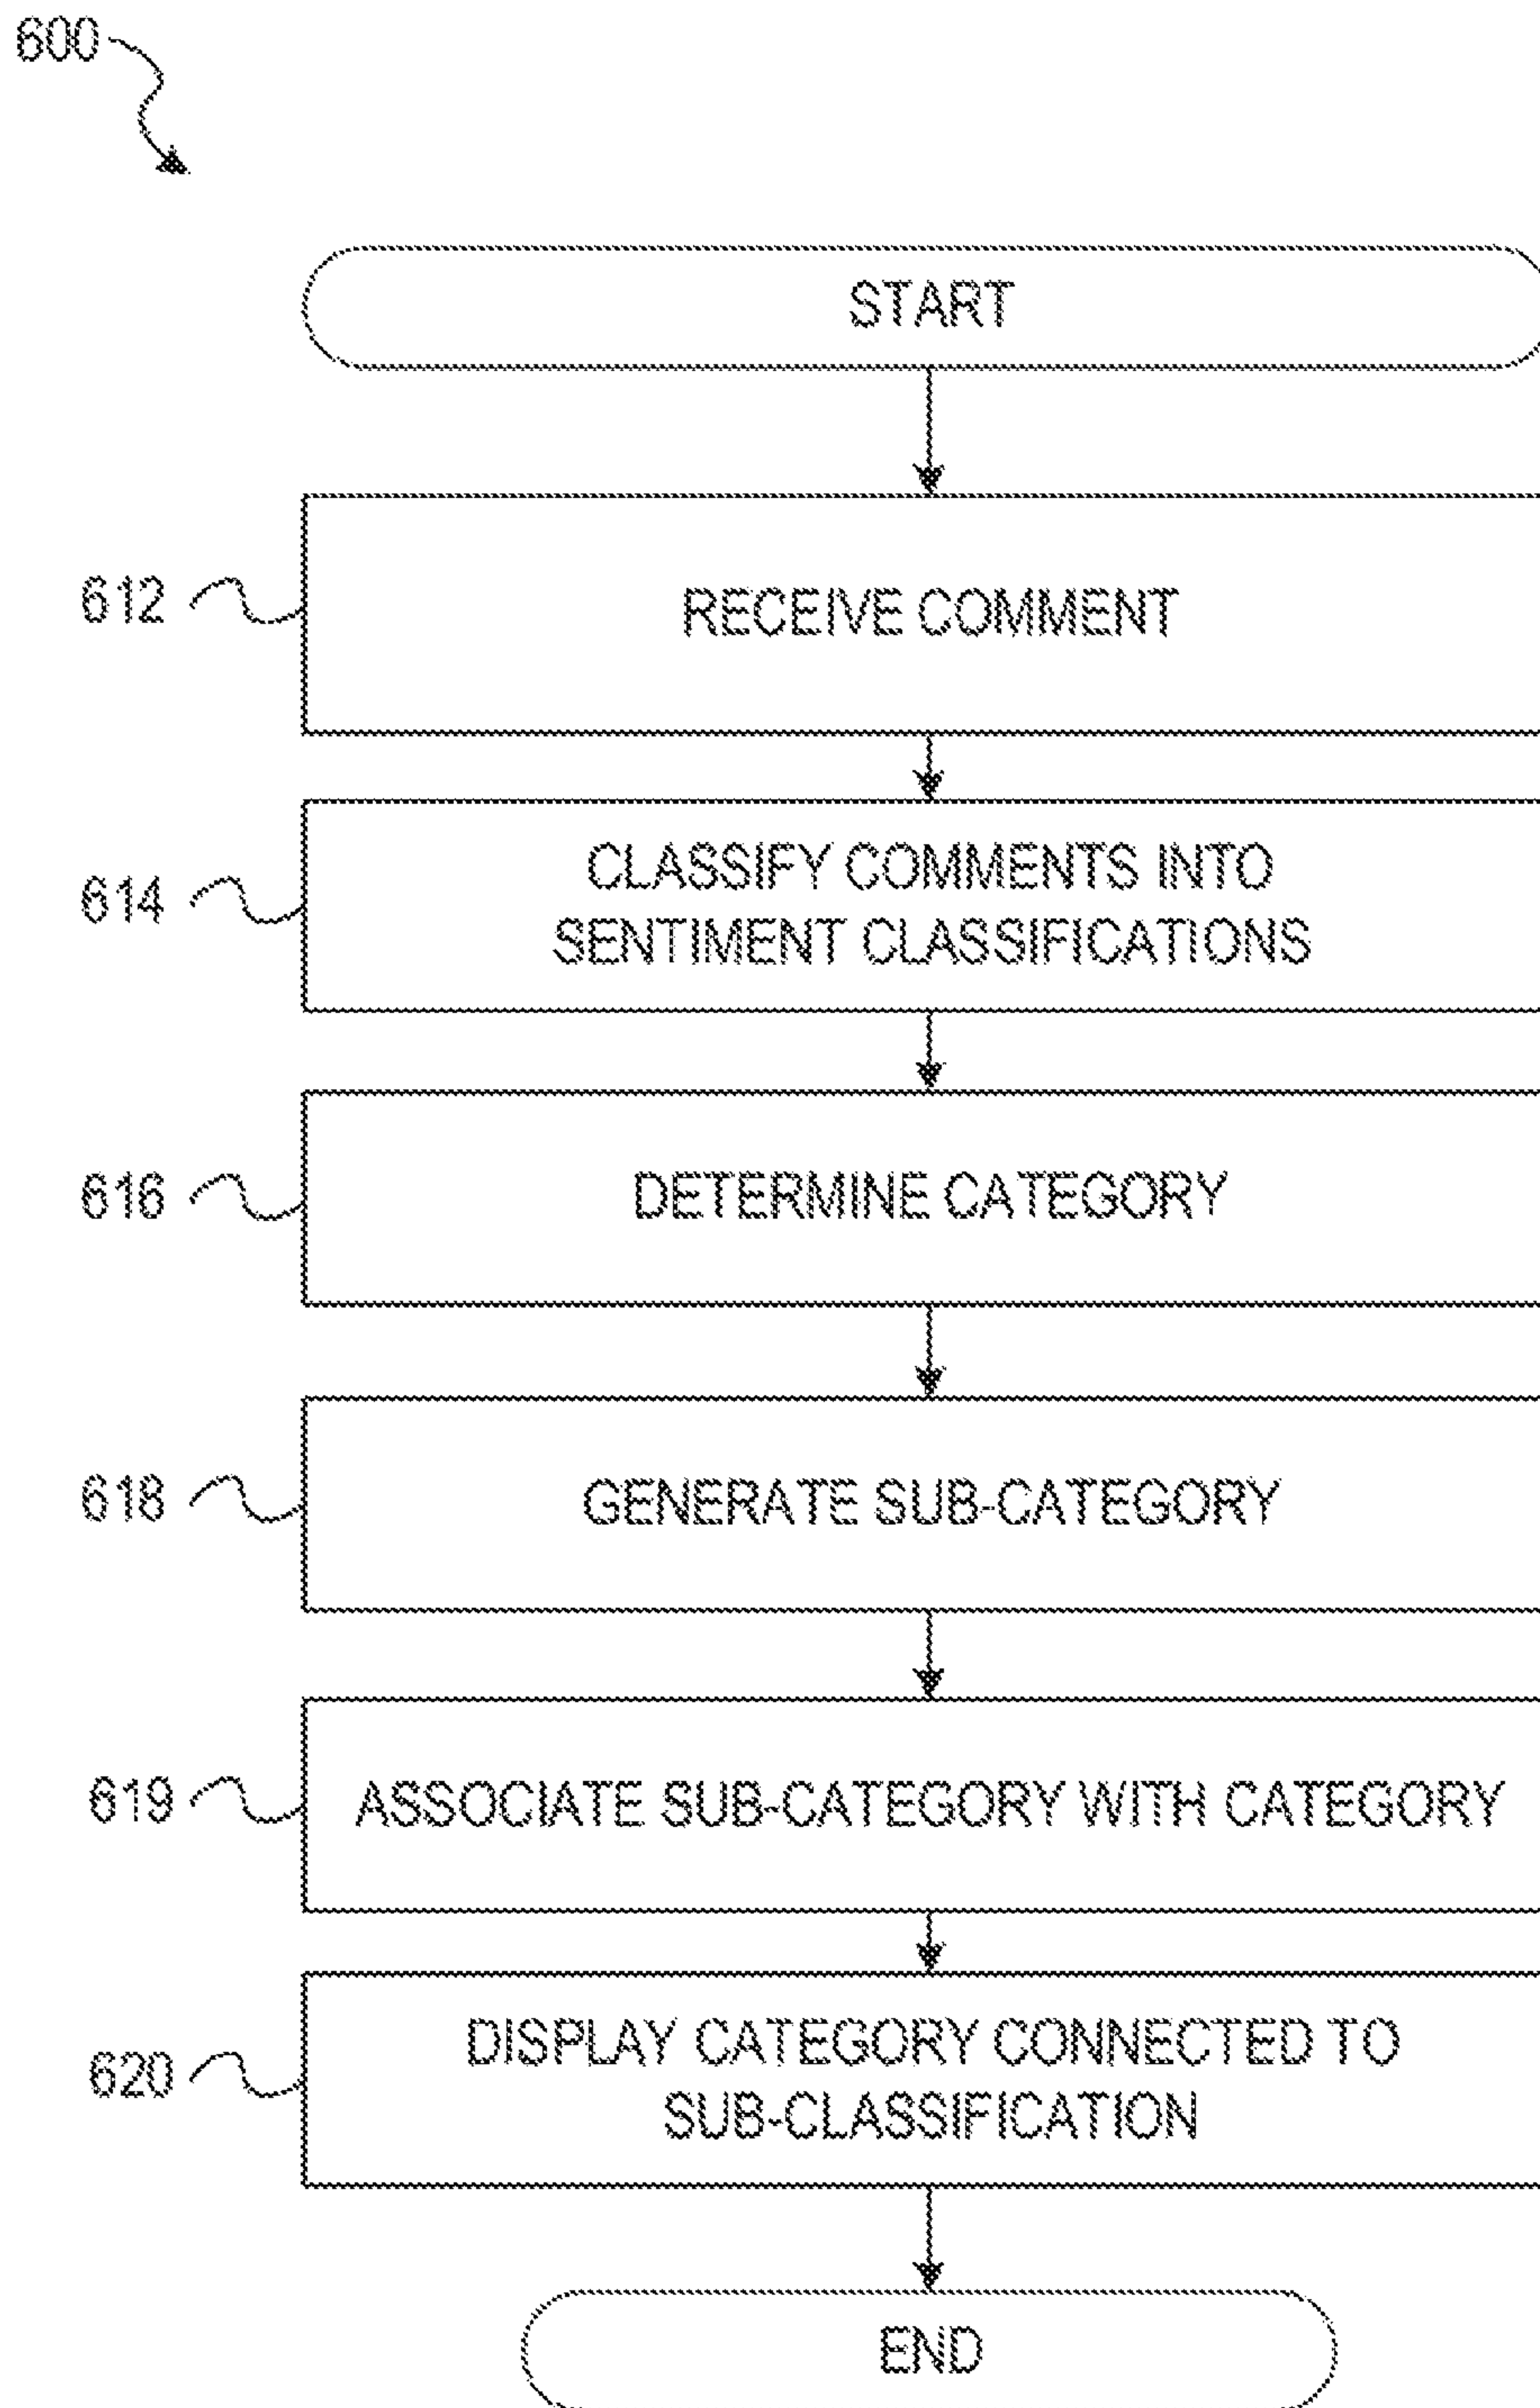 600
START
612
RECEIVE COMMENT
614
CLASSIFY COMMENTS INTO
SENTIMENT CLASSIFICATIONS
616
DETERMINE CATEGORY
618
GENERATE SUB-CATEGORY
619
ASSOCIATE SUB-CATEGORY WITH CATEGORY
620
DISPLAY CATEGORY CONNECTED TO
SUB-CLASSIFICATION
END